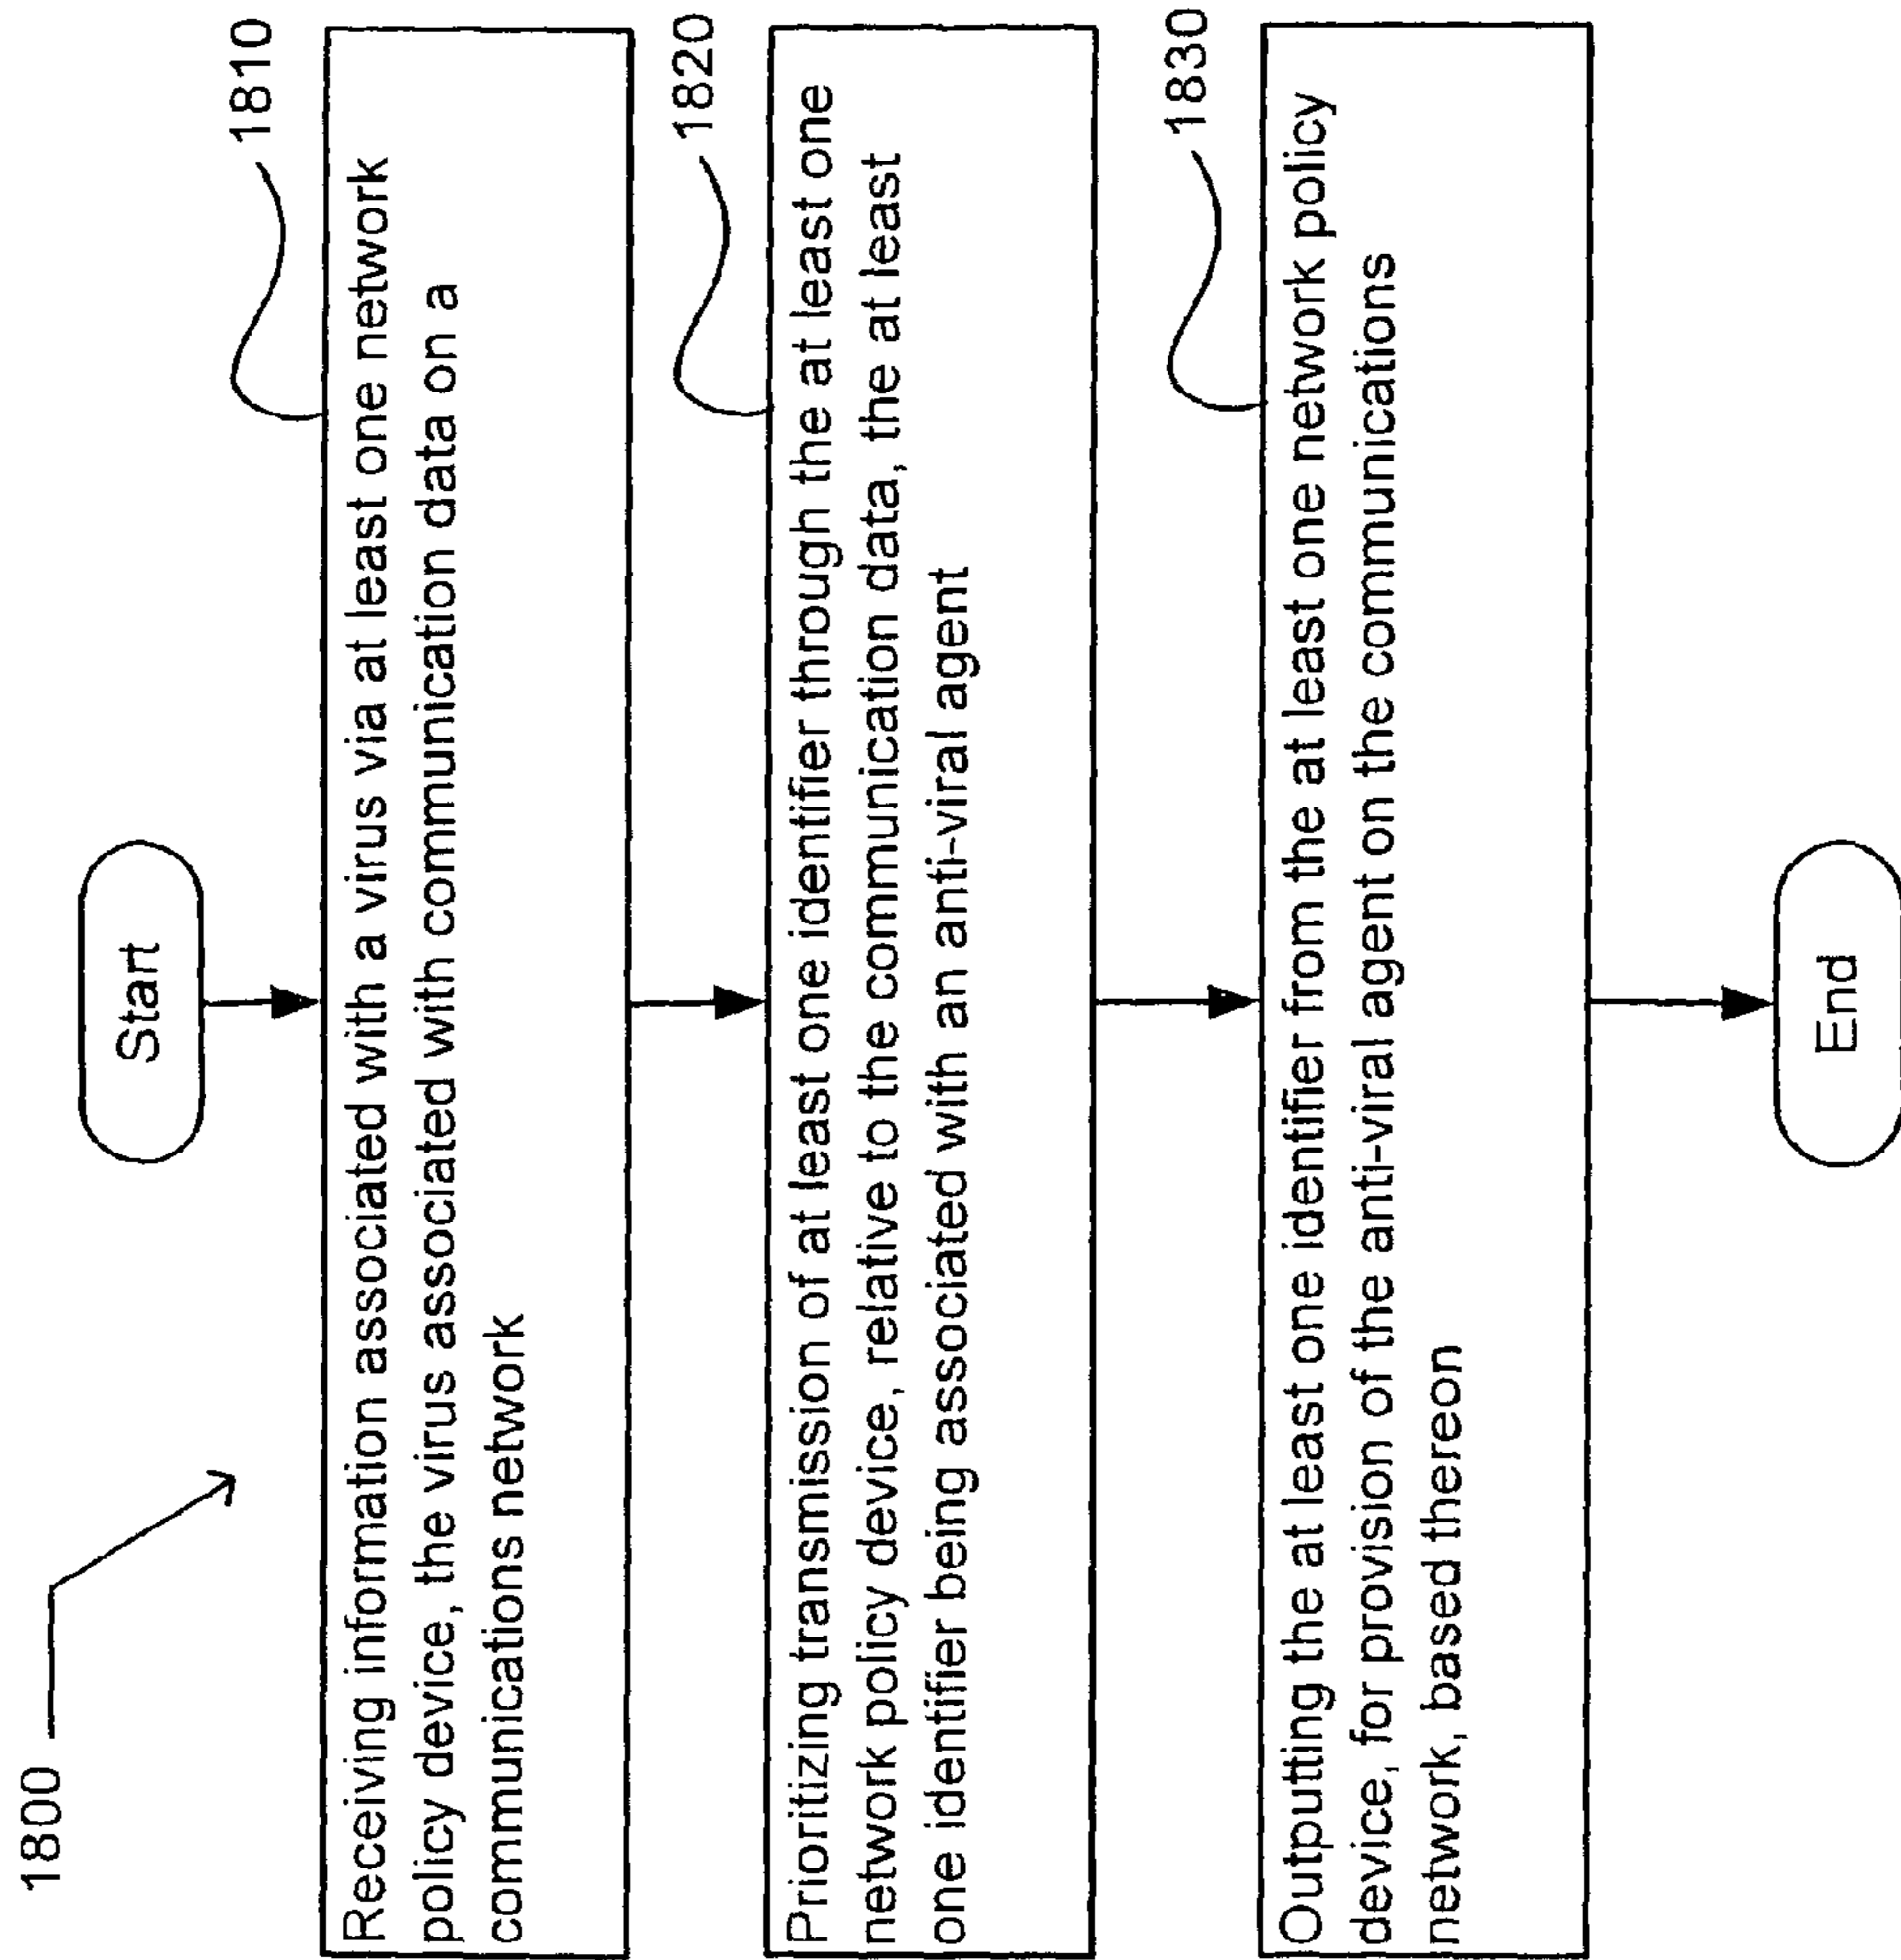 1800
Start
1810
Receiving information associated with a virus via at least one network
policy device, the virus associated with communication data on a
communications network
1820
Prioritizing transmission of at least one identifier through the at least one
network policy device, relative to the communication data, the at least
one identifier being associated with an anti-viral agent
1830
Outputting the at least one identifier from the at least one network policy
device, for provision of the anti-viral agent on the communications
network, based thereon
End